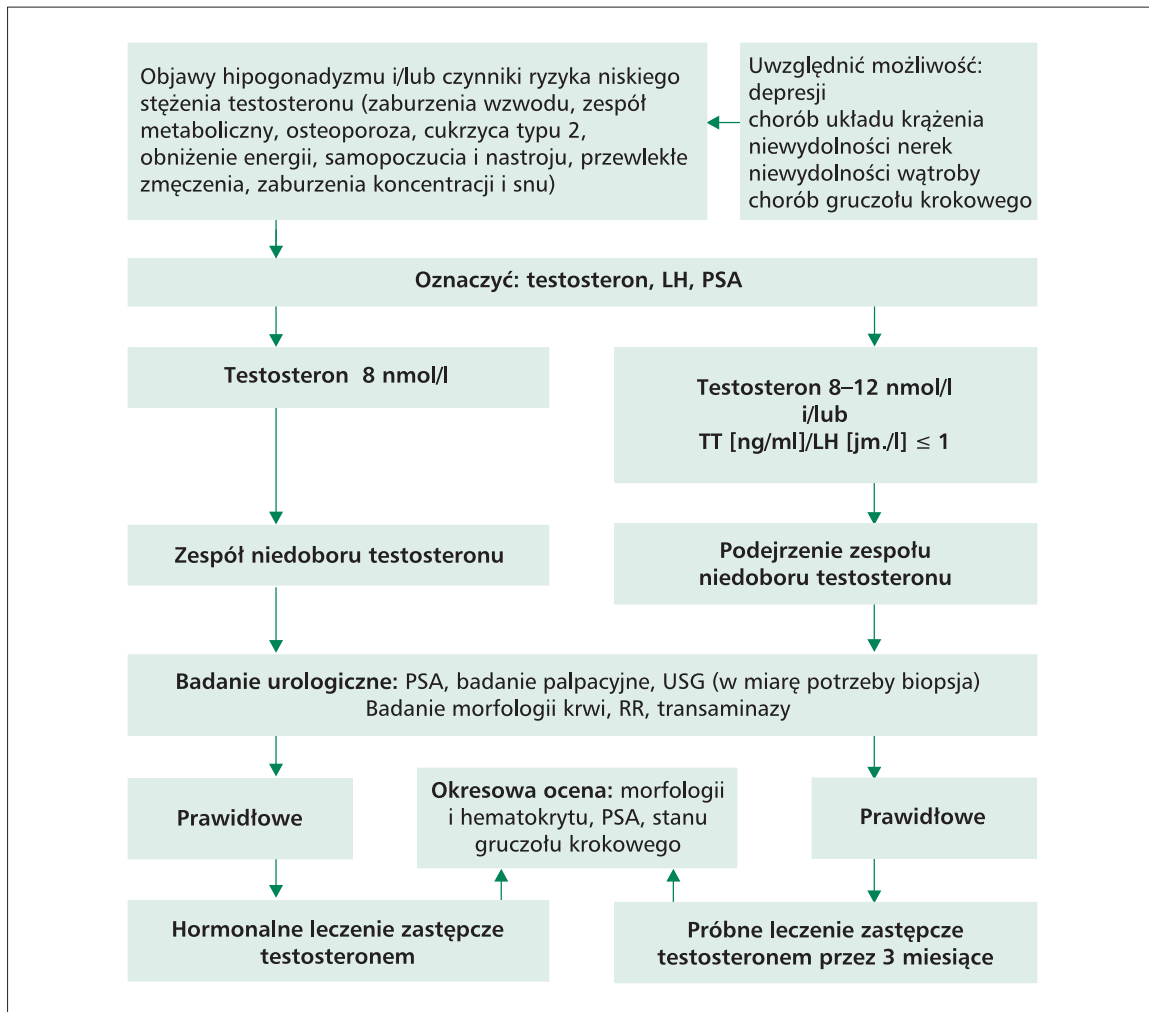 Objawy hipogonadyzmu i/lub czynniki ryzyka niskiego
stężenia testosteronu (zaburzenia wzwodu, zespół
metaboliczny, osteoporoza, cukrzyca typu 2,
obniżenie energii, samopoczucia i nastroju, przewlekłe
zmęczenia, zaburzenia koncentracji i snu)
Uwzględnić możliwość:
depresji
chorób układu krążenia
niewydolności nerek
niewydolności wątroby
chorób gruczołu krokowego
Oznaczyć: testosteron, LH, PSA
Testosteron 8 nmol/l
Testosteron 8–12 nmol/l
i/lub
TT [ng/ml]/LH [jm./l] ≤ 1
Zespół niedoboru testosteronu
Podejrzenie zespołu
niedoboru testosteronu
Badanie urologiczne: PSA, badanie palpacyjne, USG (w miarę potrzeby biopsja)
Badanie morfologii krwi, RR, transaminazy
Prawidłowe
Okresowa ocena: morfologii
i hematokrytu, PSA, stanu
gruczołu krokowego
Prawidłowe
Hormonalne leczenie zastępcze
testosteronem
Próbne leczenie zastępcze
testosteronem przez 3 miesiące